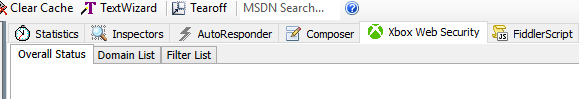 Clear Cache TextWizard Tearoff MSDN Search...
Statistics Inspectors AutoResponder Composer Xbox Web Security FiddlerScript
Overall Status Domain List Filter List